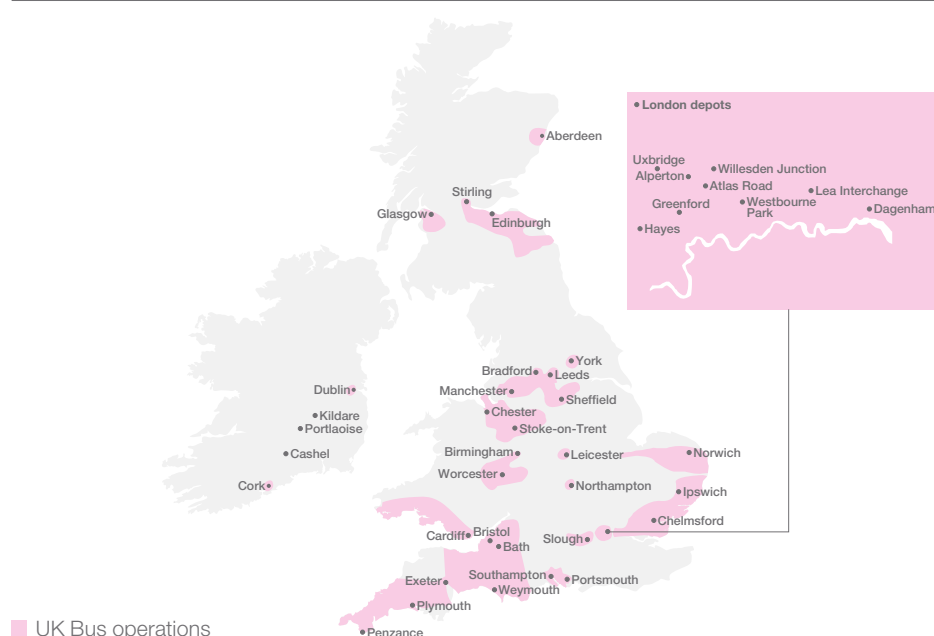 London depots
Aberdeen
Uxbridge
Willesden Junction
Alperton
Atlas Road
Lea Interchange
Stirling
Greenford
Westbourne
Park
Dagenham
Glasgow
Edinburgh
Hayes
York
Bradford
Leeds
Dublin
Manchester
Sheffield
Kildare
Chester
Portlaoise
Stoke-on-Trent
Cashel
Birmingham
Leicester
Norwich
Worcester
Cork
Northampton
Ipswich
Chelmsford
Cardiff
Bristol
Slough
Bath
Southampton
Portsmouth
Exeter
Weymouth
Plymouth
UK Bus operations
Penzance